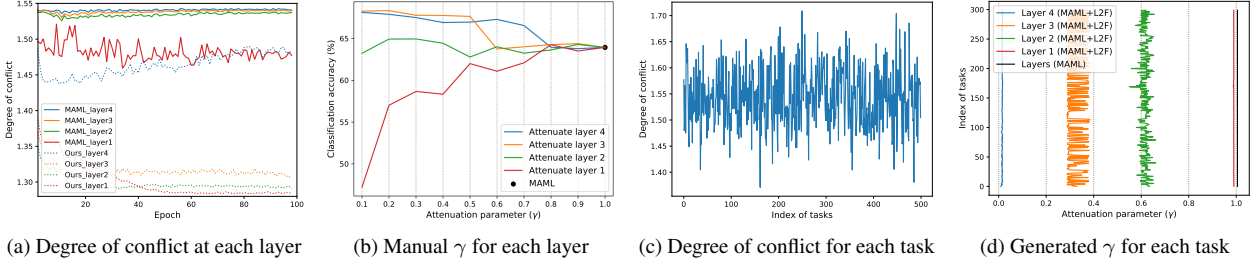 1.55
1.50
1.45
1.40
1.35
1.30
Degree of conflict
MAML_layer4
MAML_layer3
MAML_layer2
MAML_layer1
Ours_layer4
Ours_layer3
Ours_layer2
Ours_layer1
20
40
60
80
100
Epoch
(a) Degree of conflict at each layer
65
60
55
50
Classification accuracy (%)
Attenuate layer 4
Attenuate layer 3
Attenuate layer 2
Attenuate layer 1
MAML
0.1 0.2 0.3 0.4 0.5 0.6 0.7 0.8 0.9 1.0
Attenuation parameter (γ)
(b) Manual γ for each layer
1.70
1.65
1.60
1.55
1.50
1.45
1.40
Degree of conflict
0 100 200 300 400 500
Index of tasks
(c) Degree of conflict for each task
300
250
200
150
100
50
0
Index of tasks
Layer 4 (MAML+L2F)
Layer 3 (MAML+L2F)
Layer 2 (MAML+L2F)
Layer 1 (MAML+L2F)
Layers (MAML)
0.0 0.2 0.4 0.6 0.8 1.0
Attenuation parameter (γ)
(d) Generated γ for each task